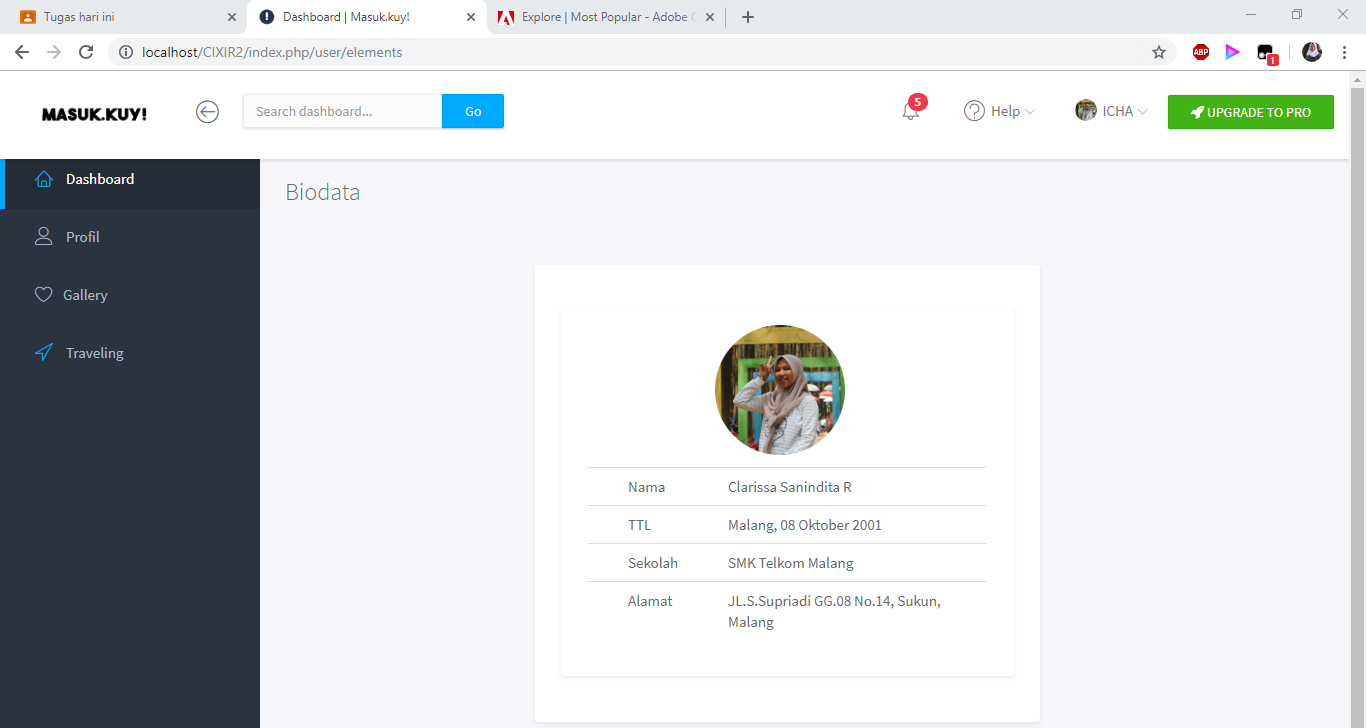 Tugas hari ini
Dashboard | Masuk.kuy!
Explore | Most Popular - Adobe
localhost/CIXIR2/index.php/user/elements
ABP
1
MASUK.KUY!
Search dashboard...
Go
5
Help
ICHA
UPGRADE TO PRO
Dashboard
Profil
Gallery
Traveling
Biodata
Nama Clarissa Sanindita R
TTL Malang, 08 Oktober 2001
Sekolah SMK Telkom Malang
Alamat JL.S.Supriadi GG.08 No.14, Sukun,
Malang